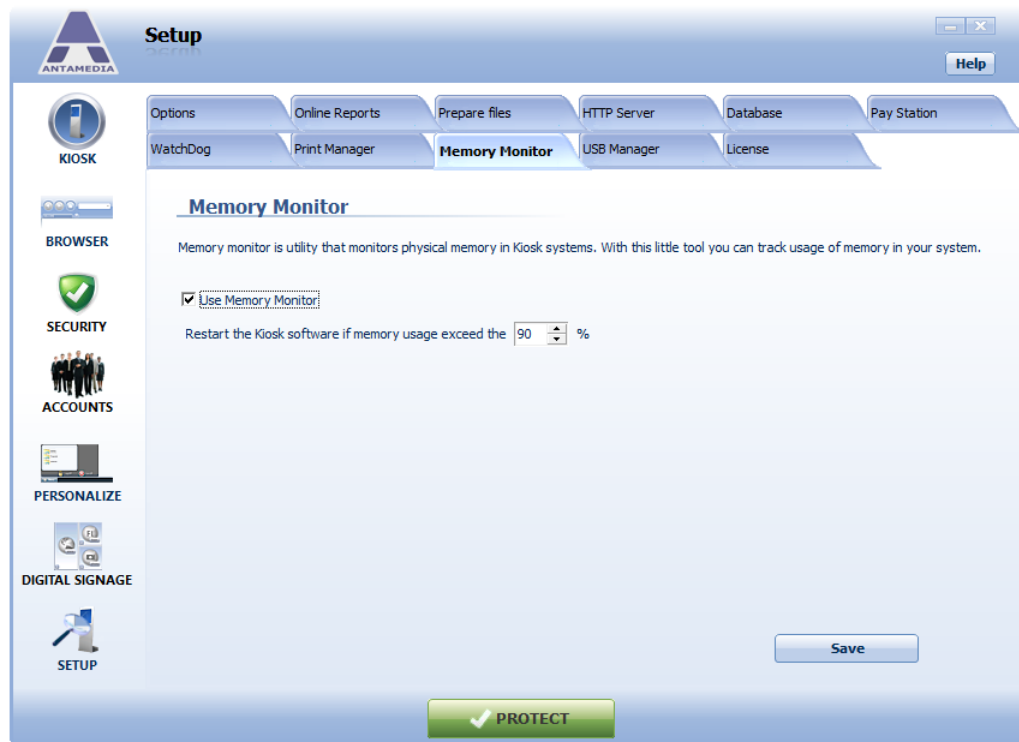 Setup
ANTAMEDIA
Help
KIOSK
BROWSER
SECURITY
ACCOUNTS
PERSONALIZE
DIGITAL SIGNAGE
SETUP
Options Online Reports Prepare files HTTP Server Database Pay Station
WatchDog Print Manager Memory Monitor USB Manager License
Memory Monitor
Memory monitor is utility that monitors physical memory in Kiosk systems. With this little tool you can track usage of memory in your system.
Use Memory Monitor
Restart the Kiosk software if memory usage exceed the 90 %
Save
PROTECT